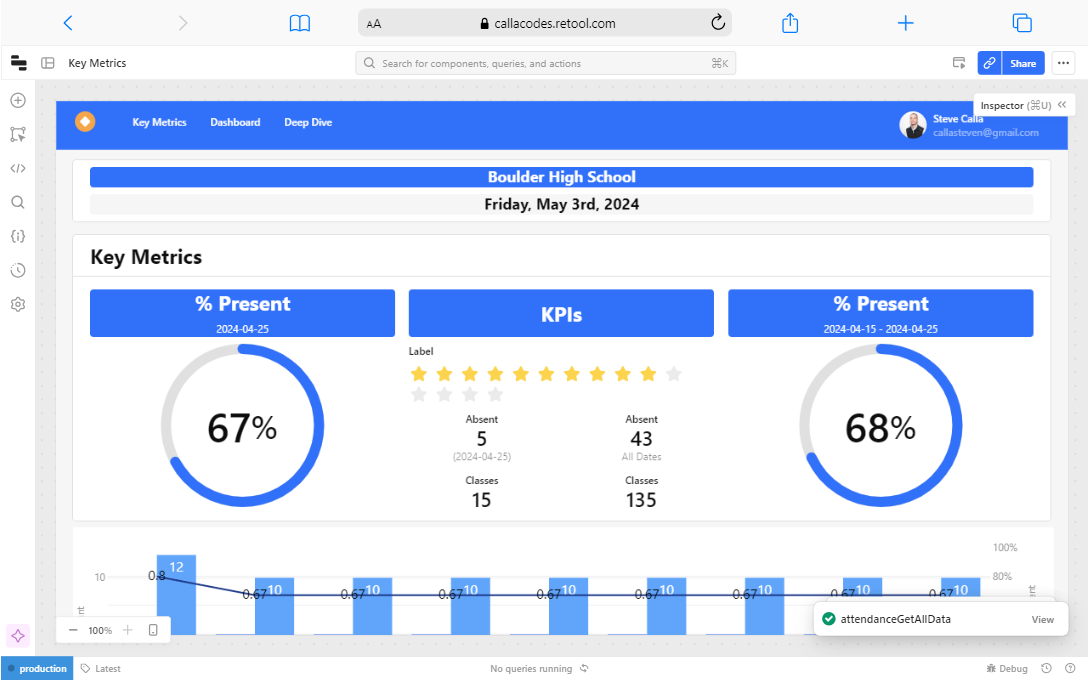 AA
callacodes.retool.com
Key Metrics
Search for components, queries, and actions
⌘K
Share
Inspector (⌘U)
Key Metrics
Dashboard
Deep Dive
Steve Calla
callasteven@gmail.com
Boulder High School
Friday, May 3rd, 2024
Key Metrics
% Present
2024-04-25
KPIs
% Present
2024-04-15 - 2024-04-25
Label
67%
68%
Absent
Absent
5
43
(2024-04-25)
All Dates
Classes
Classes
15
135
100%
80%
10
12
0.8
0.67 10
0.67 10
0.67 10
0.67 10
0.67 10
0.67 10
0.67 10
0.67 10
attendanceGetAllData
View
100%
production
Latest
No queries running
Debug